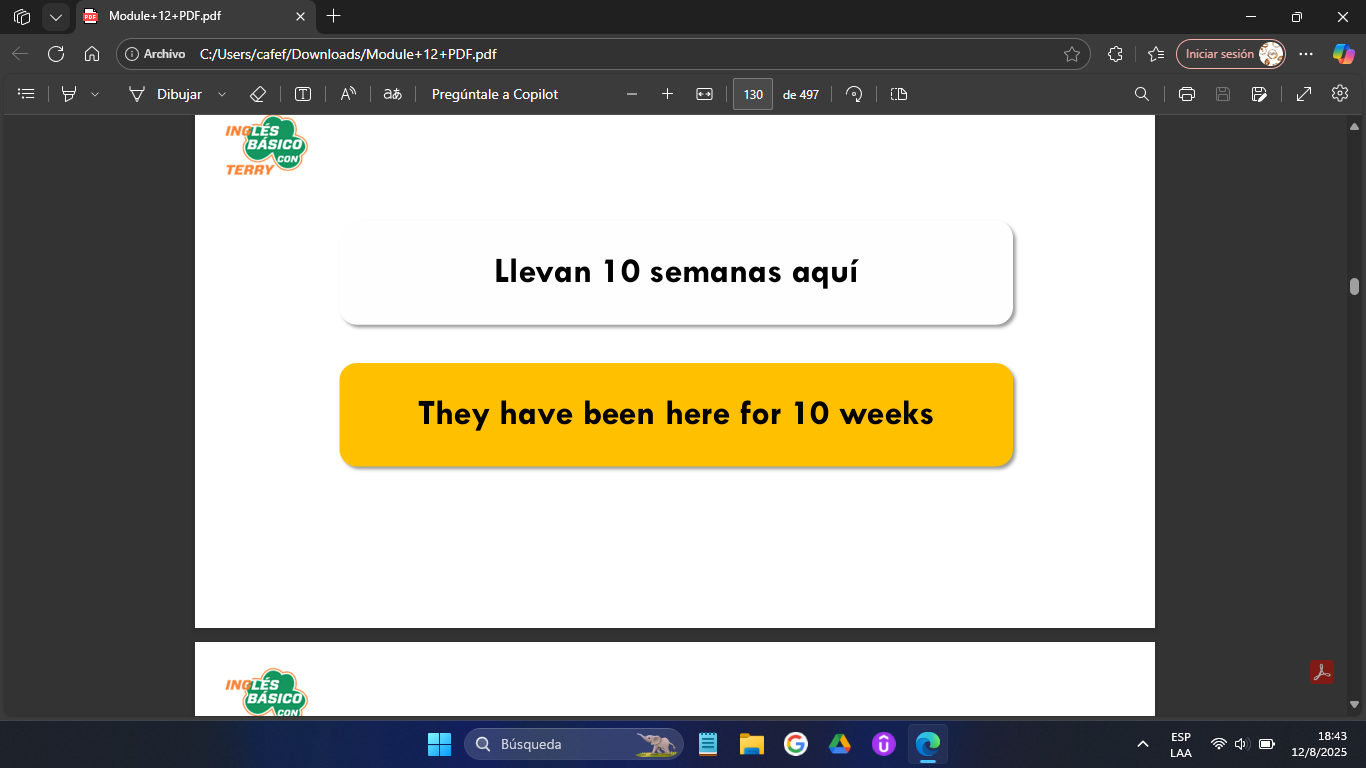 Module+12+PDF.pdf
Archivo C:/Users/cafef/Downloads/Module+12+PDF.pdf Iniciar sesión
Dibujar Pregúntale a Copilot 130 de 497
INGLÉS
BÁSICO
CON
TERRY
Llevan 10 semanas aquí
They have been here for 10 weeks
INGLÉS
BÁSICO
CON
Búsqueda
ESP
LAA
18:43
12/8/2025